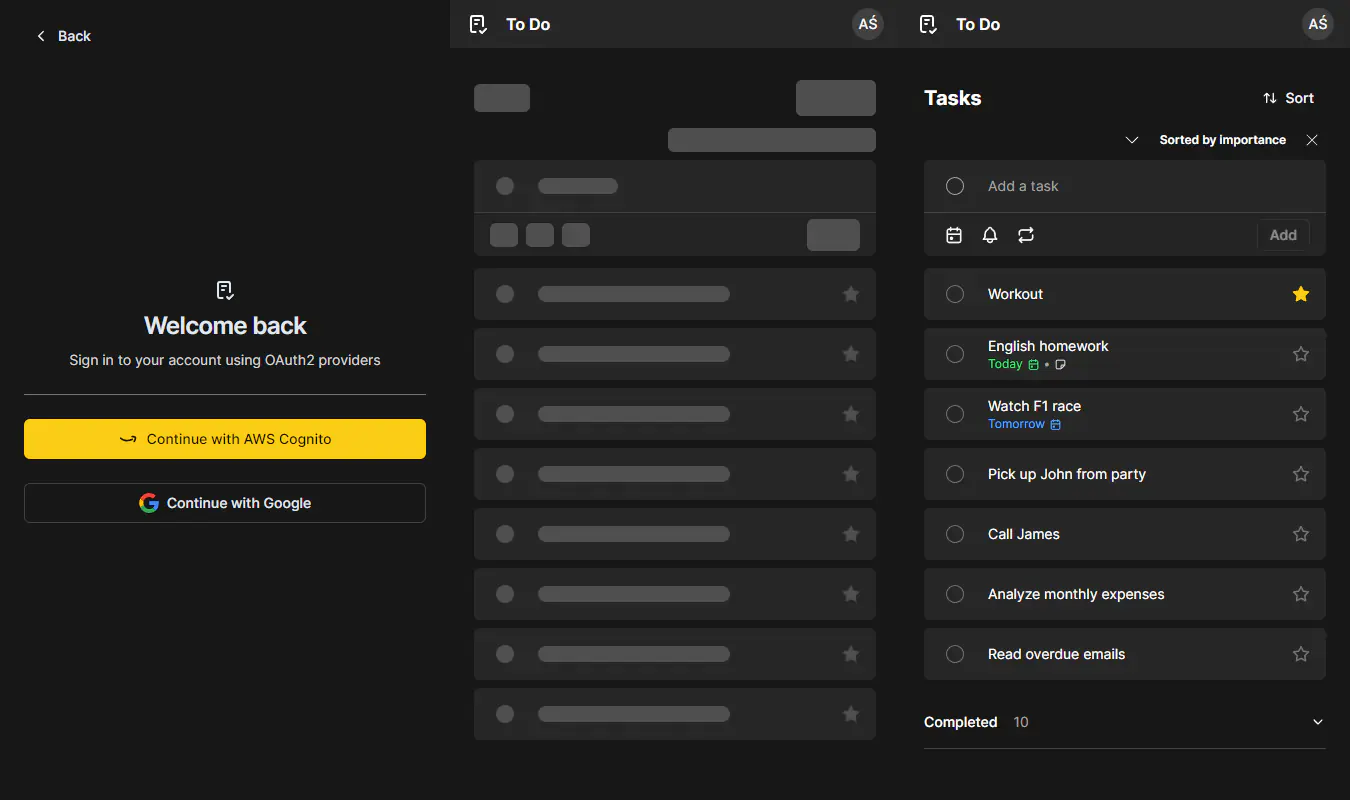 Back
Welcome back
Sign in to your account using OAuth2 providers
Continue with AWS Cognito
Continue with Google
To Do
AŚ
To Do
AŚ
Tasks
Sort
Sorted by importance
Add a task
Add
Workout
English homework
Today
Watch F1 race
Tomorrow
Pick up John from party
Call James
Analyze monthly expenses
Read overdue emails
Completed 10